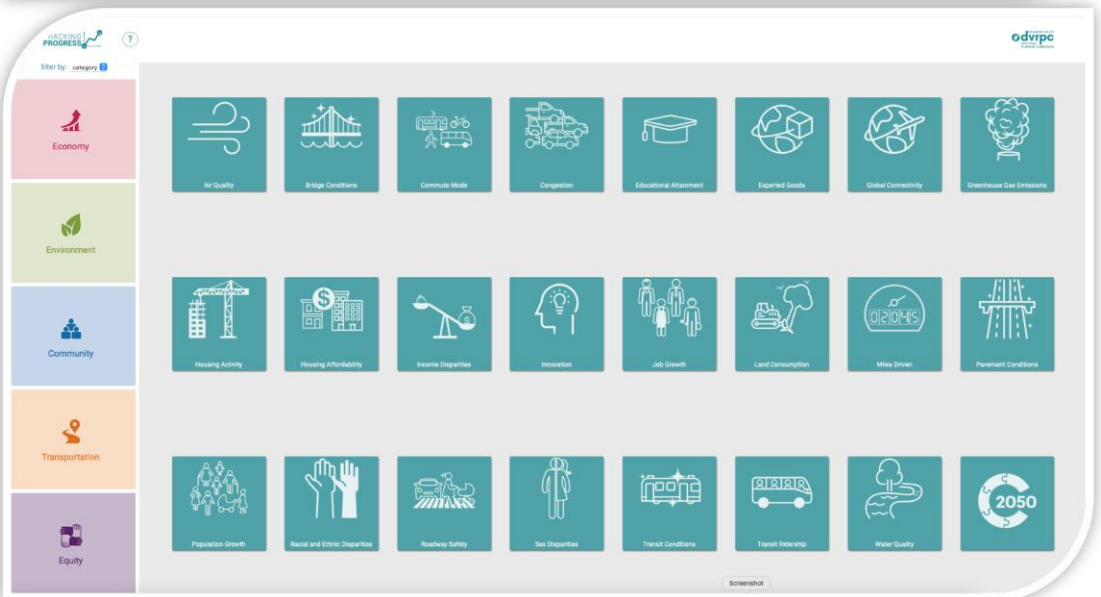 HACKING
PROGRESS
?
dvrpc
filter by: category
Economy
Environment
Community
Transportation
Equity
Air Quality
Bridge Conditions
Commute Mode
Congestion
Educational Attainment
Exported Goods
Global Connectivity
Greenhouse Gas Emissions
$
Housing Activity
Housing Affordability
Income Disparities
Innovation
Job Growth
Land Consumption
02045
Miles Driven
Pavement Conditions
Population Growth
Racial and Ethnic Disparities
Roadway Safety
Sex Disparities
Transit Conditions
Transit Ridership
Water Quality
2050
Screenshot